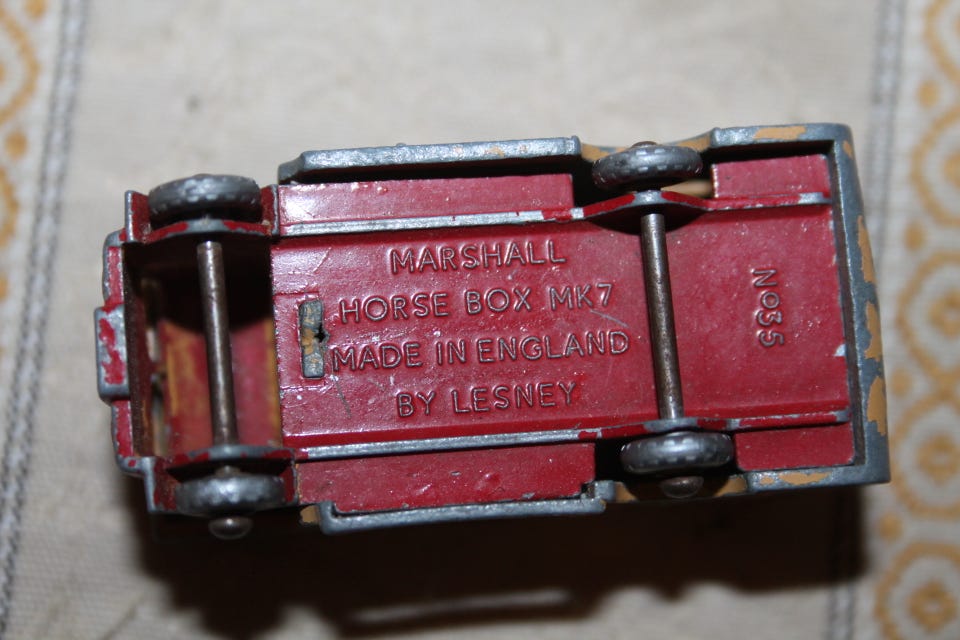 MARSHALL
HORSE BOX MK7
MADE IN ENGLAND
BY LESNEY
NO35